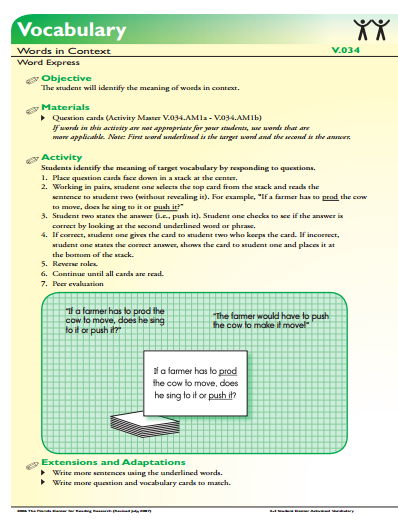 Vocabulary
Words in Context
V.034
Word Express
Objective
The student will identify the meaning of words in context.
Materials
Question cards (Activity Master V.034.AM1a - V.034.AM1b)
If words in this activity are not appropriate for your students, use words that are
more applicable. Note: First word underlined is the target word and the second is the answer.
Activity
Students identify the meaning of target vocabulary by responding to questions.
1. Place question cards face down in a stack at the center.
2. Working in pairs, student one selects the top card from the stack and reads the
sentence to student two (without revealing it). For example, "If a farmer has to prod the cow
to move, does he sing to it or push it?"
3. Student two states the answer (i.e., push it). Student one checks to see if the answer is
correct by looking at the second underlined word or phrase.
4. If correct, student one gives the card to student two who keeps the card. If incorrect,
student one states the correct answer, shows the card to student one and places it at
the bottom of the stack.
5. Reverse roles.
6. Continue until all cards are read.
7. Peer evaluation
"If a farmer has to prod the
cow to move, does he sing
to it or push it?"
"The farmer would have to push
the cow to make it move!"
If a farmer has to prod
the cow to move, does
he sing to it or push it?
Extensions and Adaptations
Write more sentences using the underlined words.
Write more question and vocabulary cards to match.
2006 The Florida Center for Reading Research (Revised July, 2007)